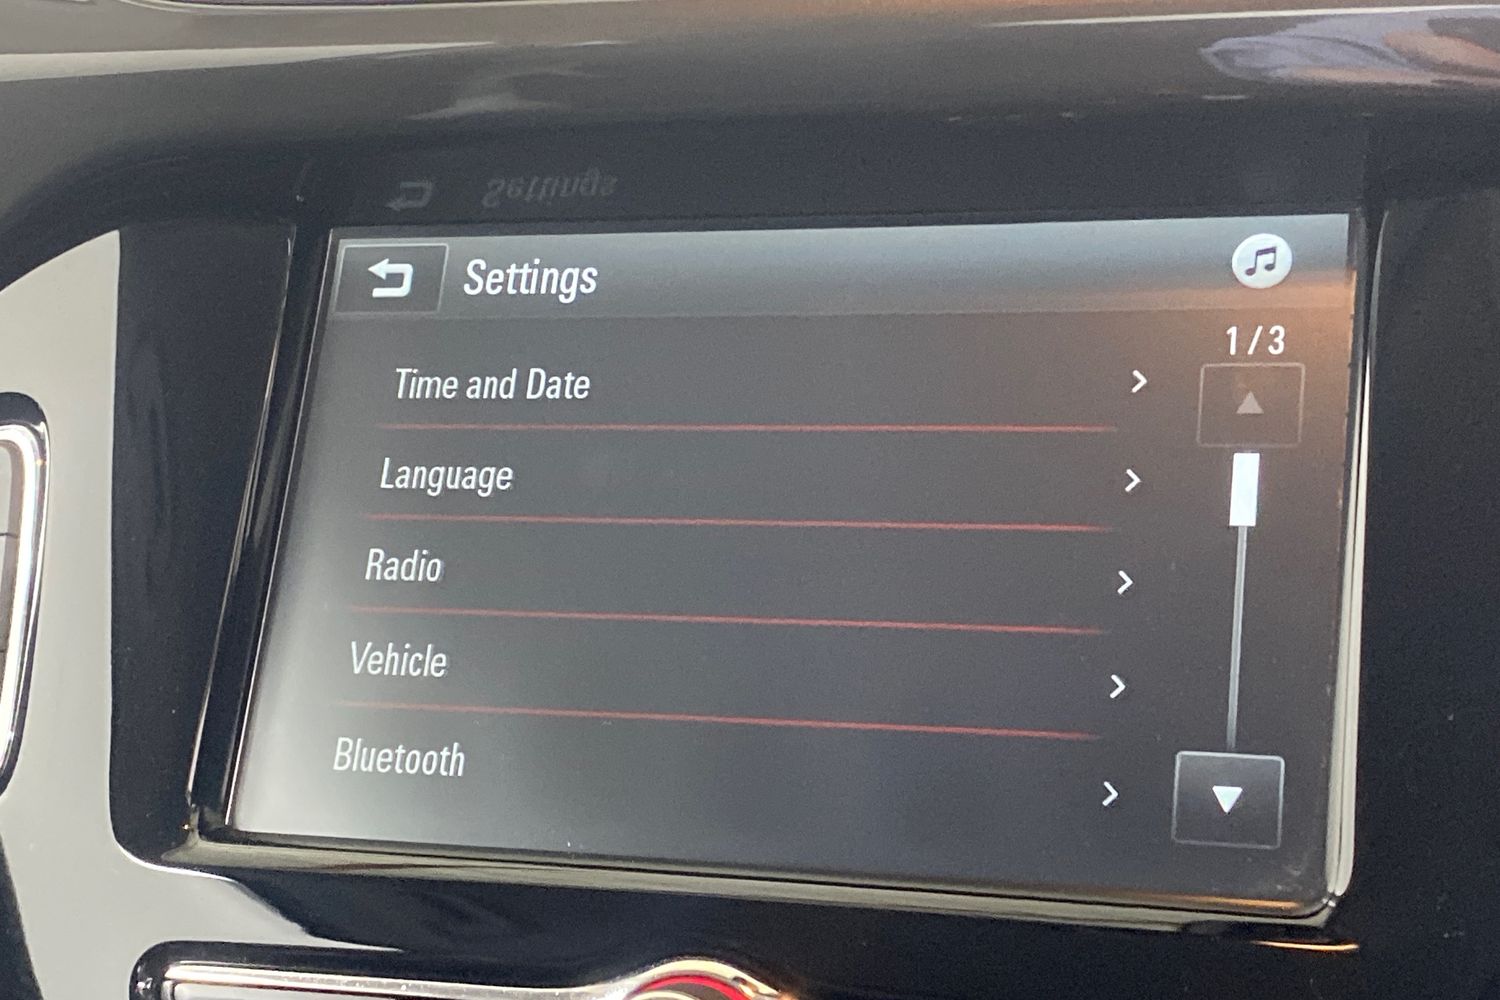 Settings
1/3
Time and Date
Language
Radio
Vehicle
Bluetooth